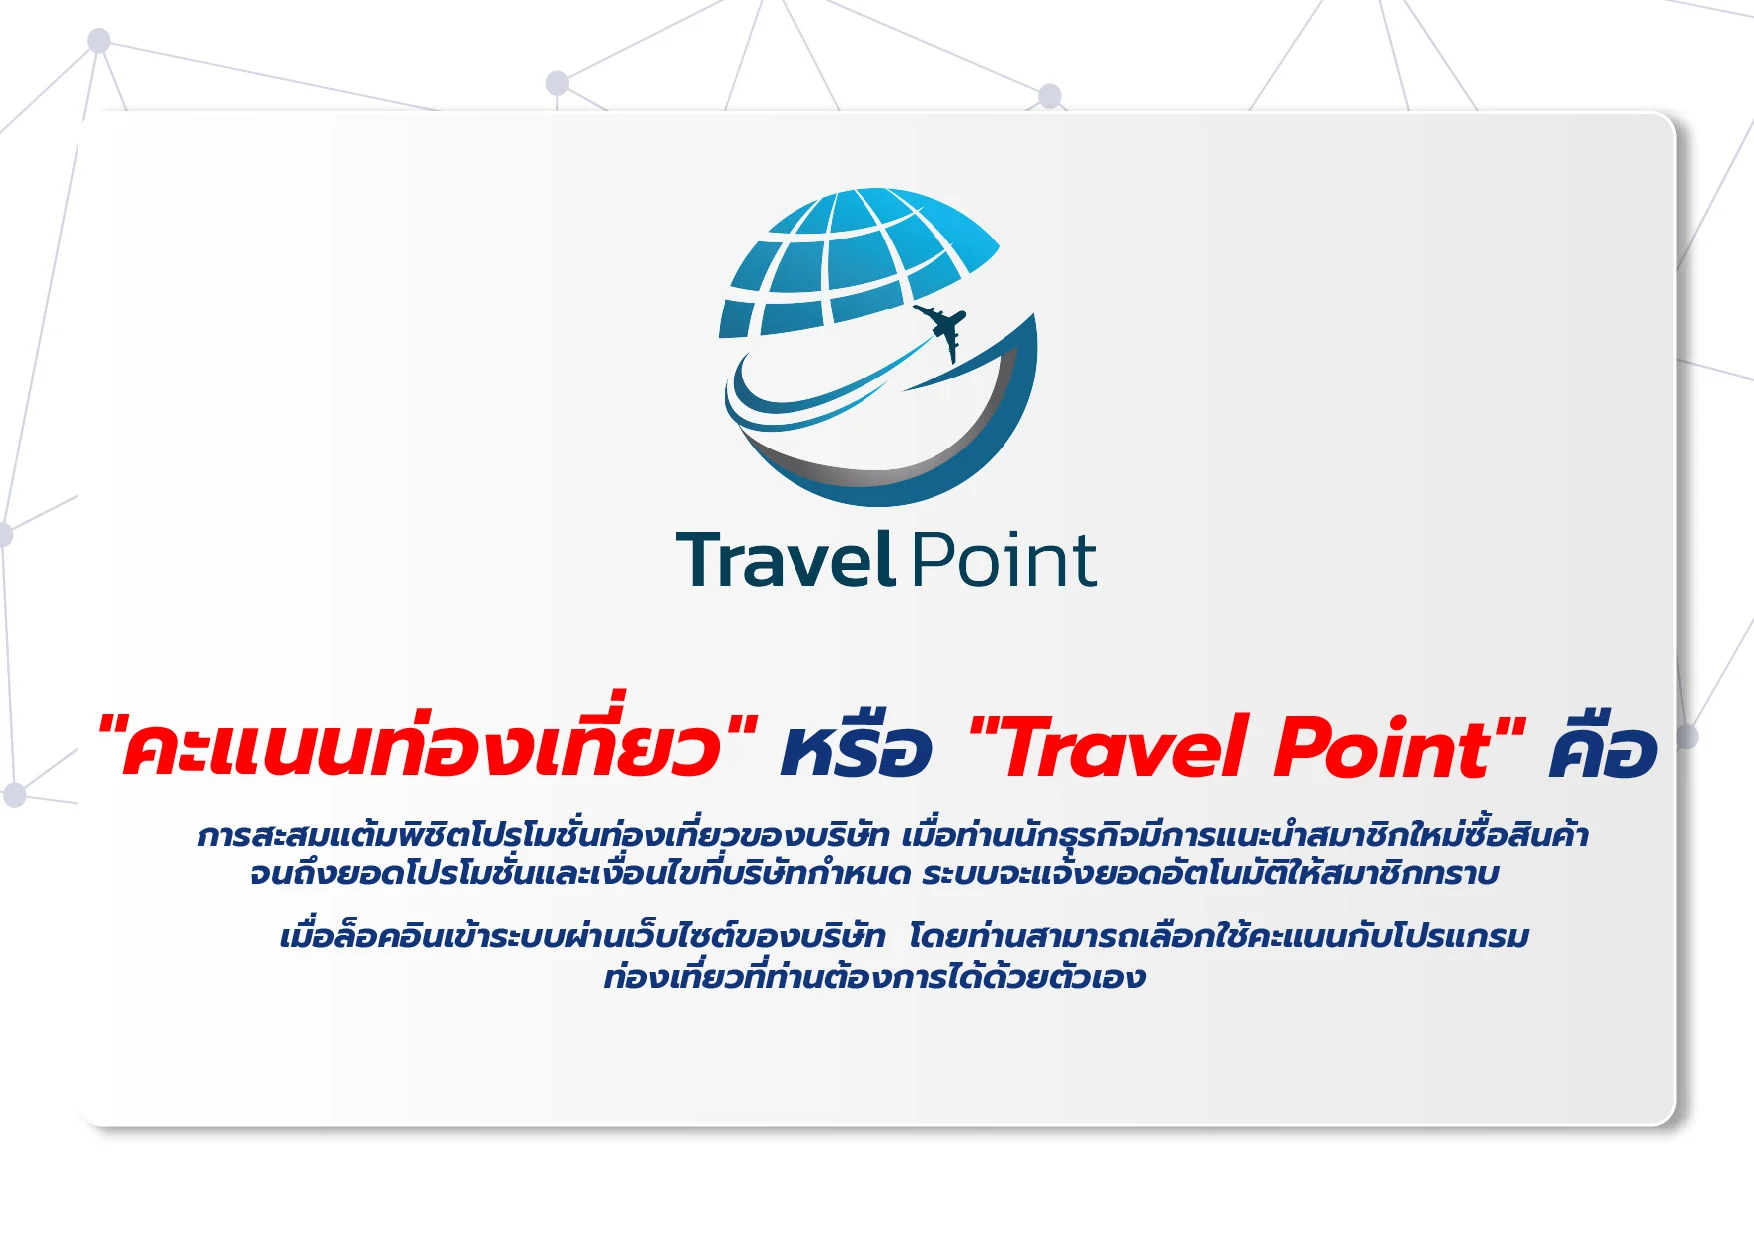 Travel Point
"คะแนนท่องเที่ยว" หรือ "Travel Point" คือ
การสะสมแต้มพิชิตโปรโมชั่นท่องเที่ยวของบริษัท เมื่อท่านนักธุรกิจมีการแนะนำสมาชิกใหม่ซื้อสินค้า
จนถึงยอดโปรโมชั่นและเงื่อนไขที่บริษัทกำหนด ระบบจะแจ้งยอดอัตโนมัติให้สมาชิกทราบ
เมื่อล็อคอินเข้าระบบผ่านเว็บไซต์ของบริษัท โดยท่านสามารถเลือกใช้คะแนนกับโปรแกรม
ท่องเที่ยวที่ท่านต้องการได้ด้วยตัวเอง